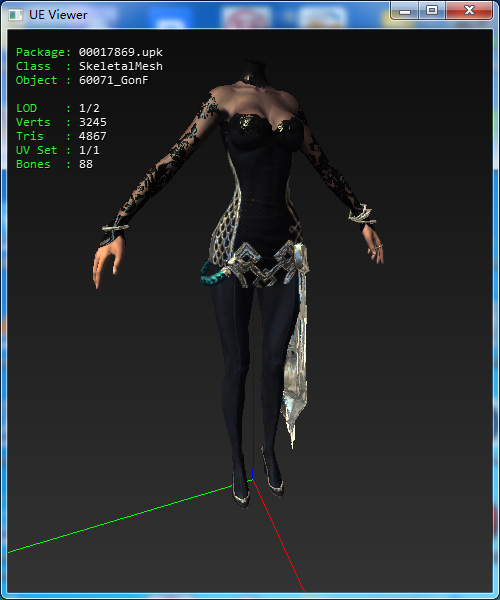 UE Viewer
Package: 00017869.upk
Class : SkeletalMesh
Object : 60071_GonF
LOD : 1/2
Verts : 3245
Tris : 4867
UV Set : 1/1
Bones : 88